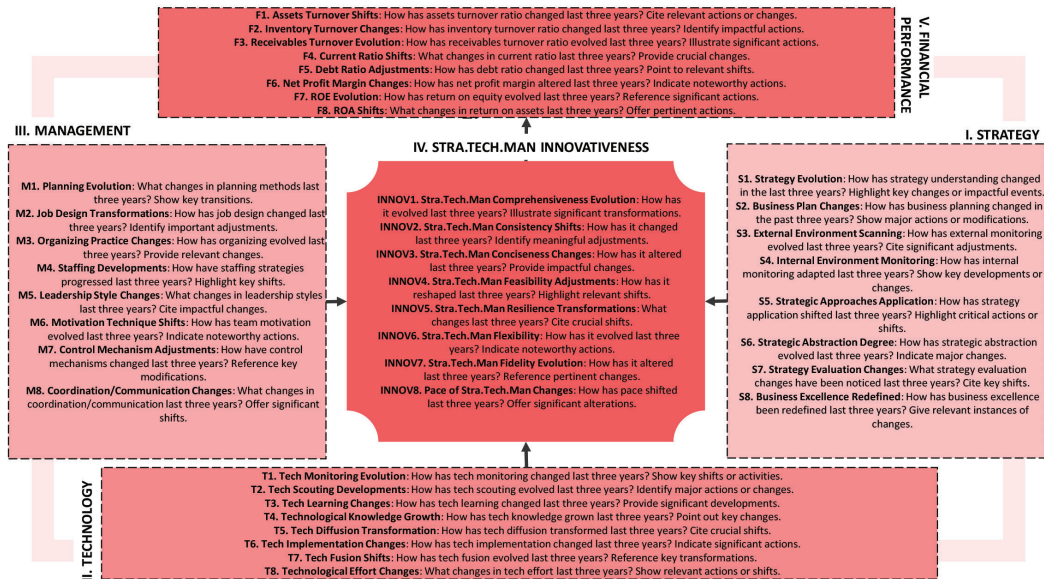 F1. Assets Turnover Shifts: How has assets turnover ratio changed last three years? Cite relevant actions or changes.
F2. Inventory Turnover Changes: How has inventory turnover ratio changed last three years? Identify impactful actions.
F3. Receivables Turnover Evolution: How has receivables turnover ratio evolved last three years? Illustrate significant actions.
F4. Current Ratio Shifts: What changes in current ratio last three years? Provide crucial changes.
F5. Debt Ratio Adjustments: How has debt ratio changed last three years? Point to relevant shifts.
F6. Net Profit Margin Changes: How has net profit margin altered last three years? Indicate noteworthy actions.
F7. ROE Evolution: How has return on equity evolved last three years? Reference significant actions.
F8. ROA Shifts: What changes in return on assets last three years? Offer pertinent actions.
V. FINANCIAL
PERFORMANCE
III. MANAGEMENT
M1. Planning Evolution: What changes in planning methods last
three years? Show key transitions.
M2. Job Design Transformations: How has job design changed last
three years? Identify important adjustments.
M3. Organizing Practice Changes: How has organizing evolved last
three years? Provide relevant changes.
M4. Staffing Developments: How have staffing strategies
progressed last three years? Highlight key shifts.
M5. Leadership Style Changes: What changes in leadership styles
last three years? Cite impactful changes.
M6. Motivation Technique Shifts: How has team motivation
evolved last three years? Indicate noteworthy actions.
M7. Control Mechanism Adjustments: How have control
mechanisms changed last three years? Reference key
modifications.
M8. Coordination/Communication Changes: What changes in
coordination/communication last three years? Offer significant
shifts.
IV. STRA.TECH.MAN INNOVATIVENESS
INNOV1. Stra.Tech.Man Comprehensiveness Evolution: How has
it evolved last three years? Illustrate significant transformations.
INNOV2. Stra.Tech.Man Consistency Shifts: How has it changed
last three years? Identify meaningful adjustments.
INNOV3. Stra.Tech.Man Conciseness Changes: How has it altered
last three years? Provide impactful changes.
INNOV4. Stra.Tech.Man Feasibility Adjustments: How has it
reshaped last three years? Highlight relevant shifts.
INNOV5. Stra.Tech.Man Resilience Transformations: What
changes last three years? Cite crucial shifts.
INNOV6. Stra.Tech.Man Flexibility: How has it evolved last three
years? Indicate noteworthy actions.
INNOV7. Stra.Tech.Man Fidelity Evolution: How has it altered
last three years? Reference pertinent changes.
INNOV8. Pace of Stra.Tech.Man Changes: How has pace shifted
last three years? Offer significant alterations.
I. STRATEGY
S1. Strategy Evolution: How has strategy understanding changed
in the last three years? Highlight key changes or impactful events.
S2. Business Plan Changes: How has business planning changed in
the past three years? Show major actions or modifications.
S3. External Environment Scanning: How has external monitoring
evolved last three years? Cite significant adjustments.
S4. Internal Environment Monitoring: How has internal
monitoring adapted last three years? Show key developments or
changes.
S5. Strategic Approaches Application: How has strategy
application shifted last three years? Highlight critical actions or
shifts.
S6. Strategic Abstraction Degree: How has strategic abstraction
evolved last three years? Indicate major changes.
S7. Strategy Evaluation Changes: What strategy evaluation
changes have been noticed last three years? Cite key shifts.
S8. Business Excellence Redefined: How has business excellence
been redefined last three years? Give relevant instances of
changes.
II. TECHNOLOGY
T1. Tech Monitoring Evolution: How has tech monitoring changed last three years? Show key shifts or activities.
T2. Tech Scouting Developments: How has tech scouting evolved last three years? Identify major actions or changes.
T3. Tech Learning Changes: How has tech learning changed last three years? Provide significant developments.
T4. Technological Knowledge Growth: How has tech knowledge grown last three years? Point out key changes.
T5. Tech Diffusion Transformation: How has tech diffusion transformed last three years? Cite crucial shifts.
T6. Tech Implementation Changes: How has tech implementation changed last three years? Indicate significant actions.
T7. Tech Fusion Shifts: How has tech fusion evolved last three years? Reference key transformations.
T8. Technological Effort Changes: What changes in tech effort last three years? Show relevant actions or shifts.